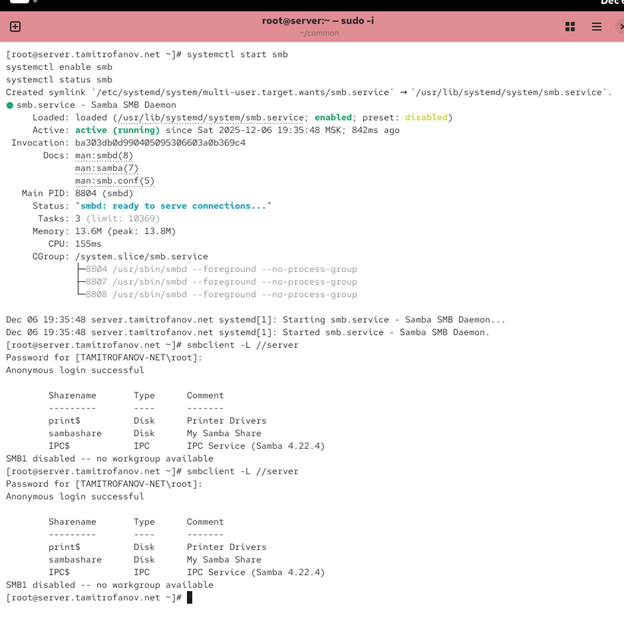 Dec 6
root@server:~ — sudo -i
~/common
[root@server.tamitrofanov.net ~]# systemctl start smb
systemctl enable smb
systemctl status smb
Created symlink '/etc/systemd/system/multi-user.target.wants/smb.service' → '/usr/lib/systemd/system/smb.service'.
● smb.service - Samba SMB Daemon
Loaded: loaded (/usr/lib/systemd/system/smb.service; enabled; preset: disabled)
Active: active (running) since Sat 2025-12-06 19:35:48 MSK; 842ms ago
Invocation: ba303db0d990405095306603a0b369c4
Docs: man:smbd(8)
man:samba(7)
man:smb.conf(5)
Main PID: 8804 (smbd)
Status: "smbd: ready to serve connections..."
Tasks: 3 (limit: 10369)
Memory: 13.6M (peak: 13.8M)
CPU: 155ms
CGroup: /system.slice/smb.service
├─8804 /usr/sbin/smbd --foreground --no-process-group
├─8807 /usr/sbin/smbd --foreground --no-process-group
└─8808 /usr/sbin/smbd --foreground --no-process-group
Dec 06 19:35:48 server.tamitrofanov.net systemd[1]: Starting smb.service - Samba SMB Daemon...
Dec 06 19:35:48 server.tamitrofanov.net systemd[1]: Started smb.service - Samba SMB Daemon.
[root@server.tamitrofanov.net ~]# smbclient -L //server
Password for [TAMITROFANOV-NET\root]:
Anonymous login successful
Sharename Type Comment
--------- ---- -------
print$ Disk Printer Drivers
sambashare Disk My Samba Share
IPC$ IPC IPC Service (Samba 4.22.4)
SMB1 disabled -- no workgroup available
[root@server.tamitrofanov.net ~]# smbclient -L //server
Password for [TAMITROFANOV-NET\root]:
Anonymous login successful
Sharename Type Comment
--------- ---- -------
print$ Disk Printer Drivers
sambashare Disk My Samba Share
IPC$ IPC IPC Service (Samba 4.22.4)
SMB1 disabled -- no workgroup available
[root@server.tamitrofanov.net ~]#